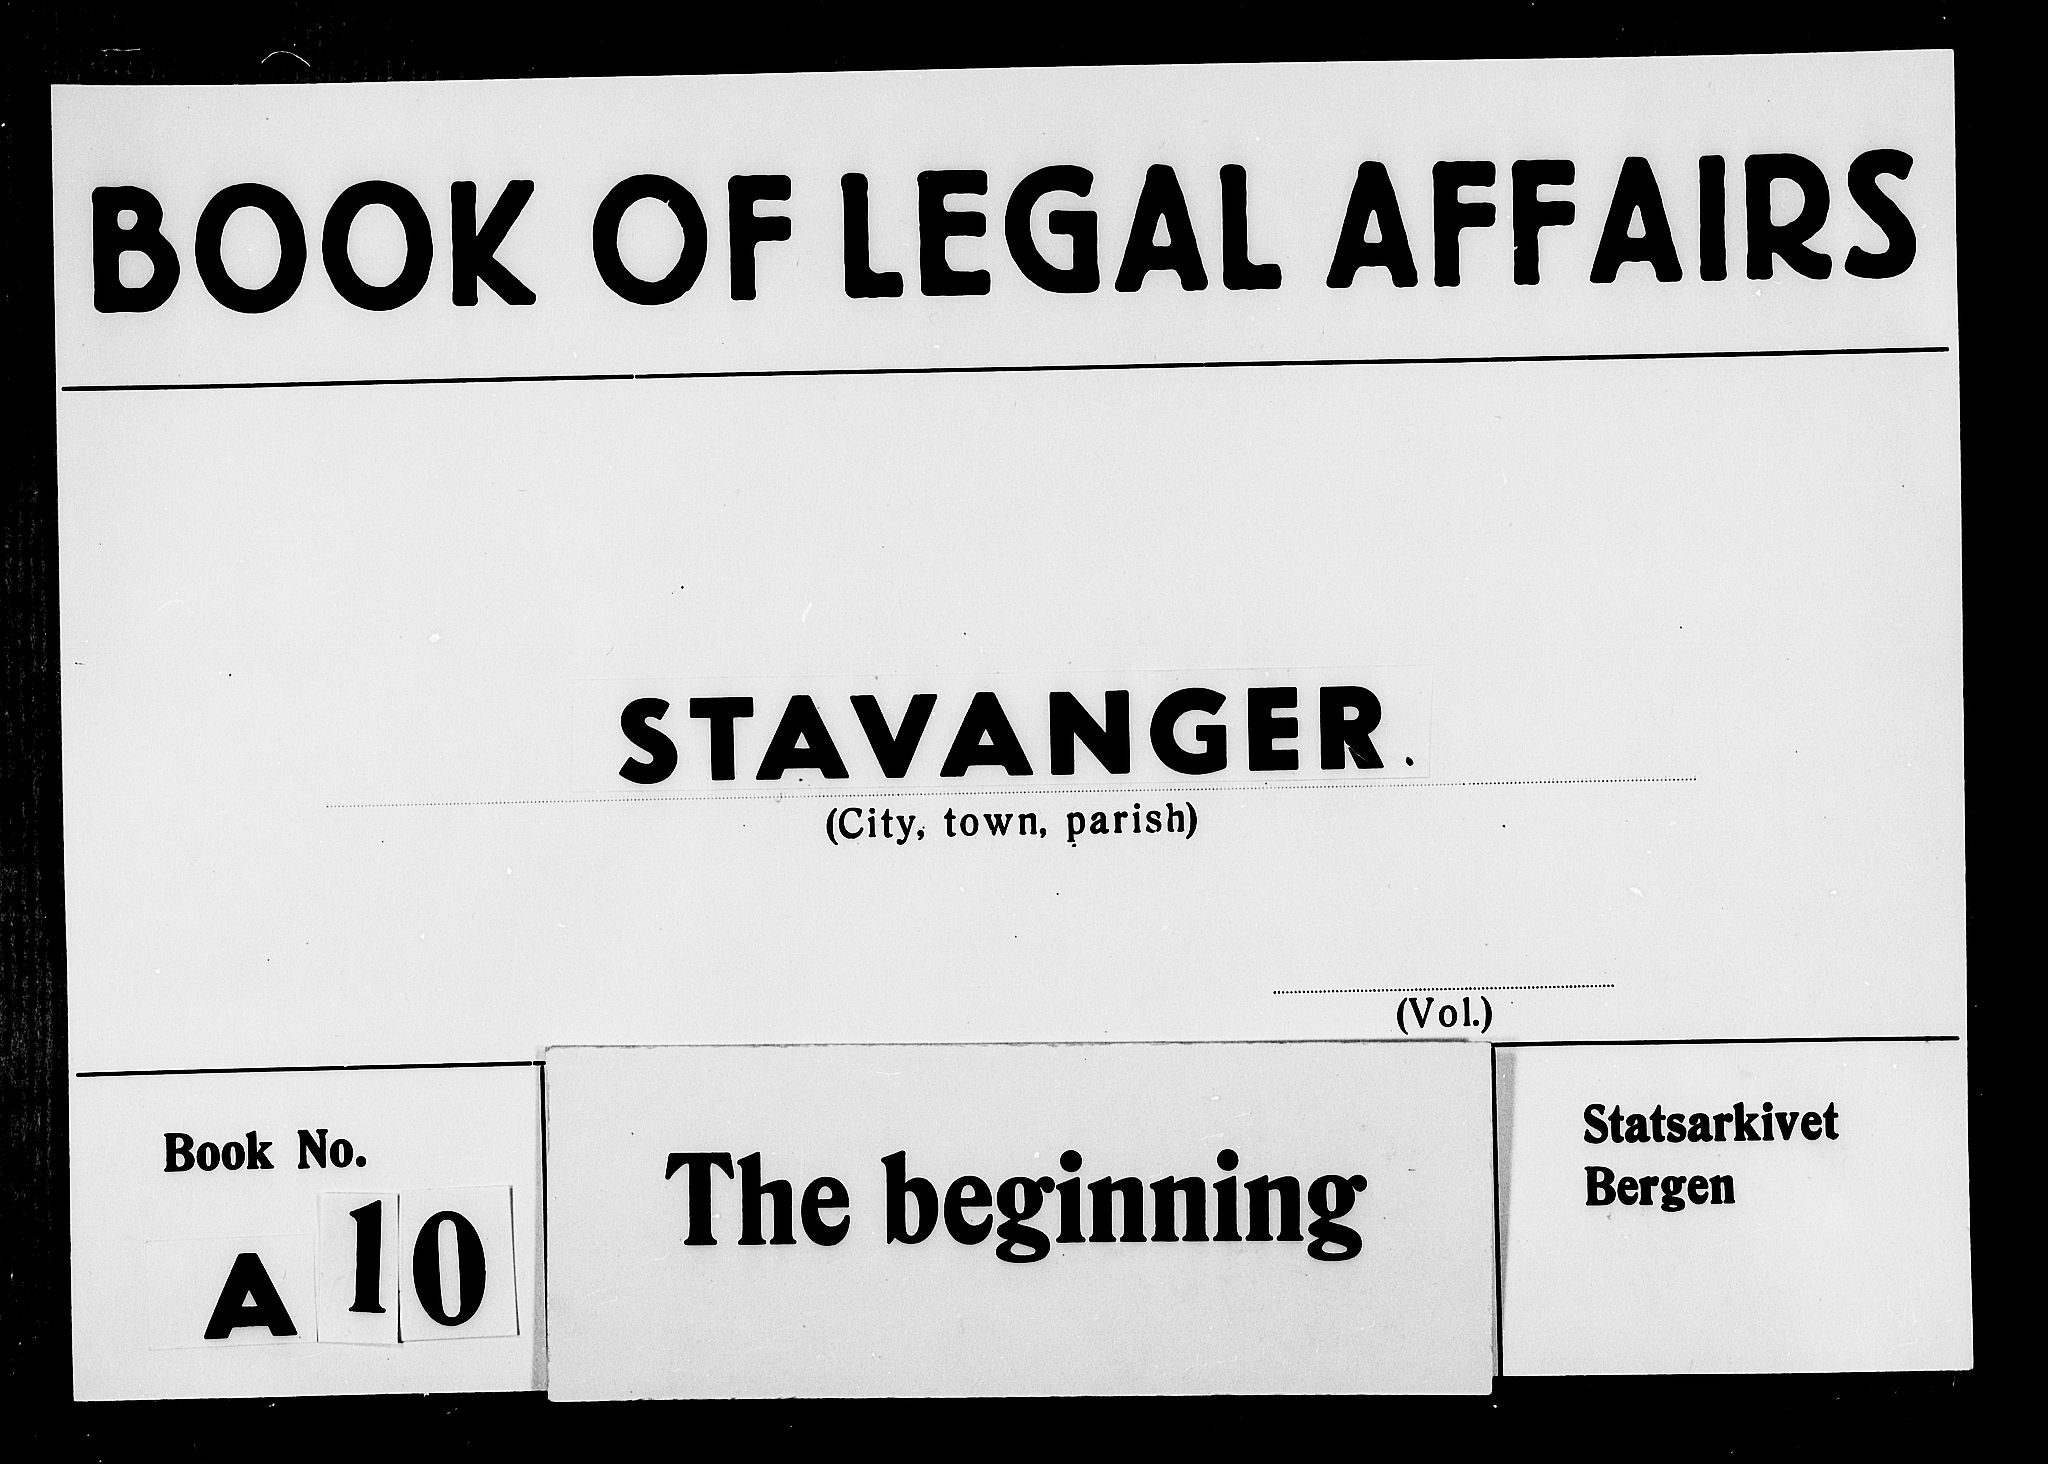 BOOK OF LEGAL AFFAIRS
STAVANGER.
(City, town, parish)
(Vol.)
Book No.
A 10
The beginning
Statsarkivet
Bergen